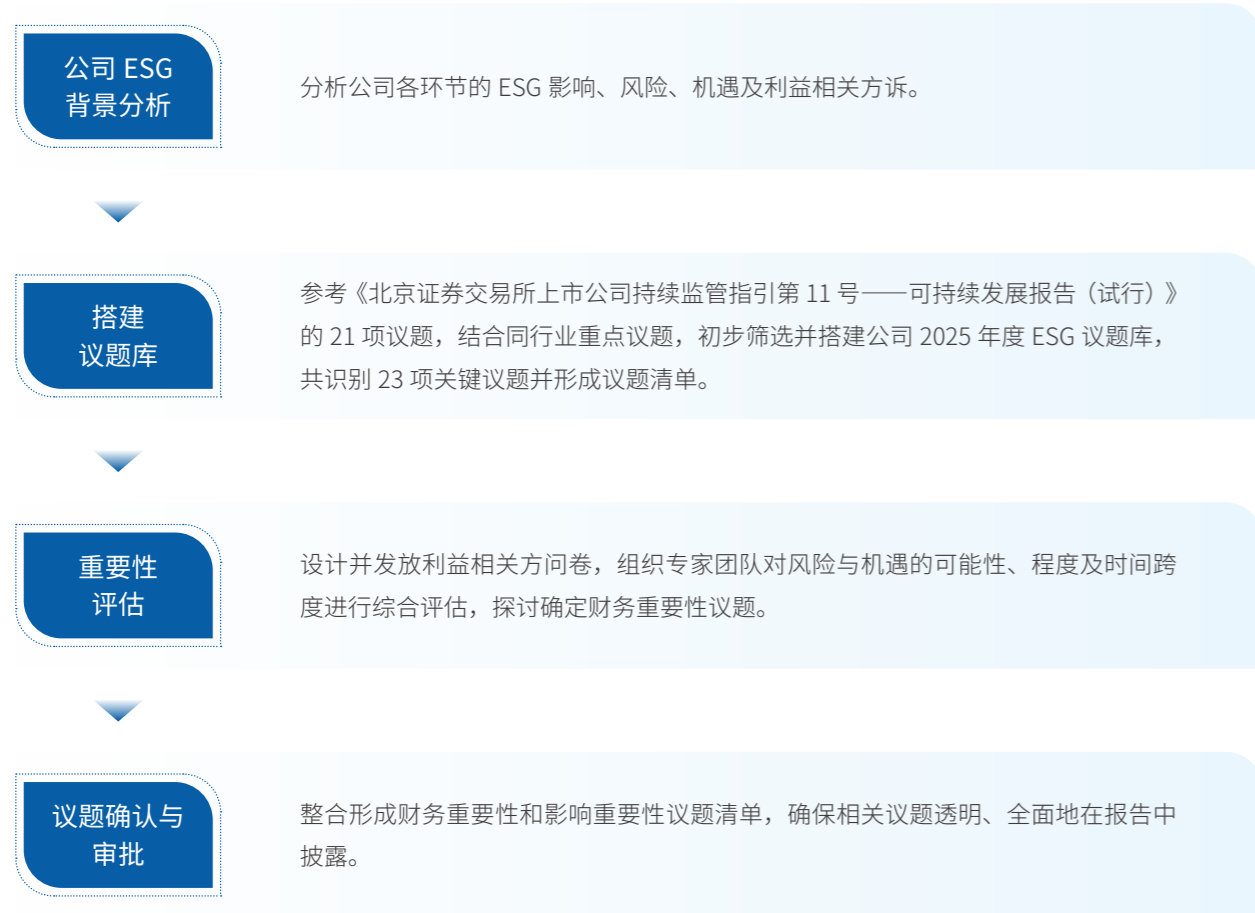 公司 ESG
背景分析
分析公司各环节的 ESG 影响、风险、机遇及利益相关方诉。
搭建
议题库
参考《北京证券交易所上市公司持续监管指引第 11 号——可持续发展报告（试行）》
的 21 项议题，结合同行业重点议题，初步筛选并搭建公司 2025 年度 ESG 议题库，
共识别 23 项关键议题并形成议题清单。
重要性
评估
设计并发放利益相关方问卷，组织专家团队对风险与机遇的可能性、程度及时间跨
度进行综合评估，探讨确定财务重要性议题。
议题确认与
审批
整合形成财务重要性和影响重要性议题清单，确保相关议题透明、全面地在报告中
披露。